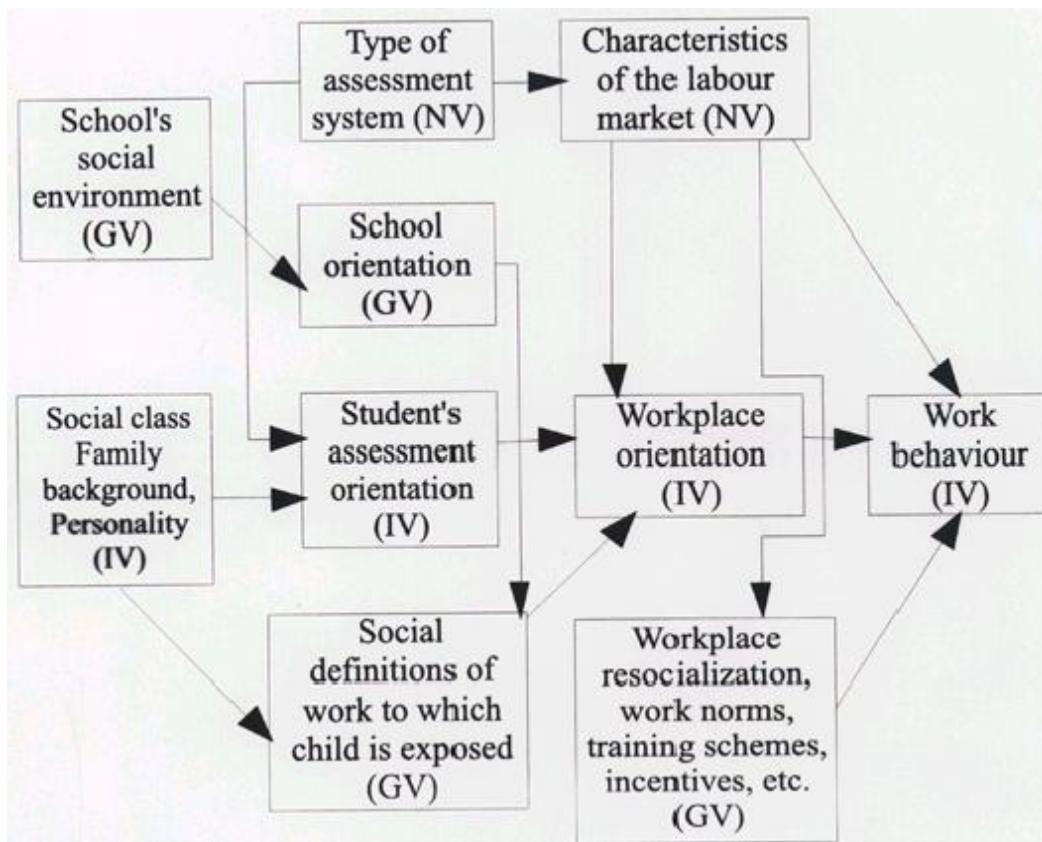 Type of
assessment
system (NV)
Characteristics
of the labour
market (NV)
School's
social
environment
(GV)
School
orientation
(GV)
Social class
Family
background,
Personality
(IV)
Student's
assessment
orientation
(IV)
Workplace
orientation
(IV)
Work
behaviour
(IV)
Social
definitions of
work to which
child is exposed
(GV)
Workplace
resocialization,
work norms,
training schemes,
incentives, etc.
(GV)